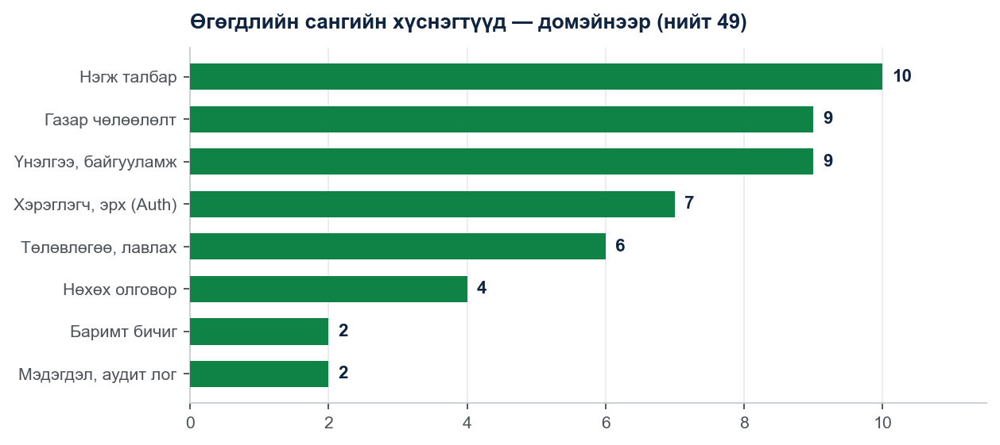 Өгөгдлийн сангийн хүснэгтүүд — домэйнээр (нийт 49)
Нэгж талбар 10
Газар чөлөөлөлт 9
Үнэлгээ, байгууламж 9
Хэрэглэгч, эрх (Auth) 7
Төлөвлөгөө, лавлах 6
Нөхөх олговор 4
Баримт бичиг 2
Мэдэгдэл, аудит лог 2
0 2 4 6 8 10